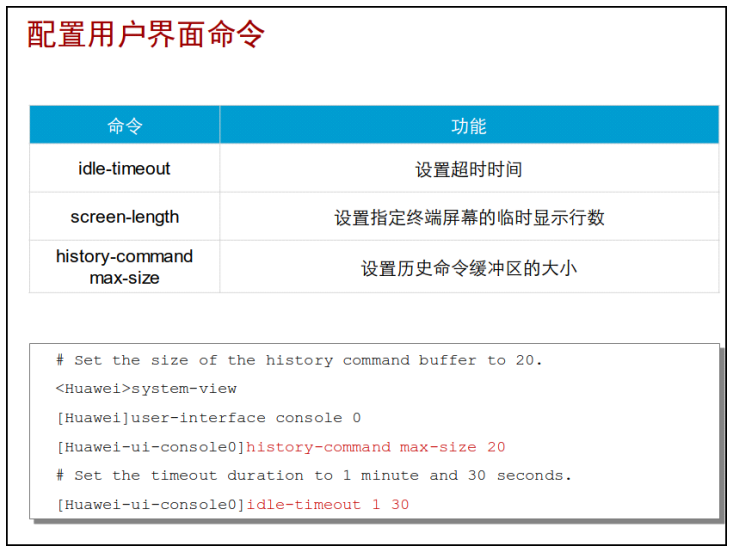 配置用户界面命令
命令 功能
idle-timeout 设置超时时间
screen-length 设置指定终端屏幕的临时显示行数
history-command
max-size 设置历史命令缓冲区的大小
# Set the size of the history command buffer to 20.
<Huawei>system-view
[Huawei]user-interface console 0
[Huawei-ui-console0]history-command max-size 20
# Set the timeout duration to 1 minute and 30 seconds.
[Huawei-ui-console0]idle-timeout 1 30